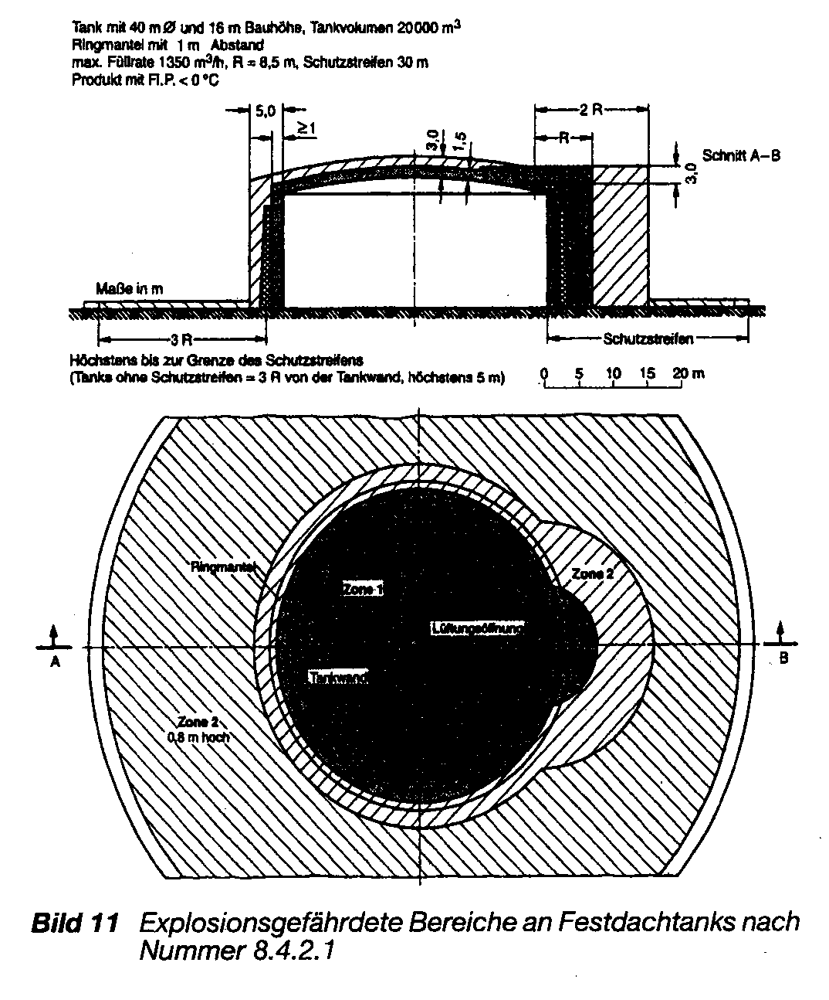 Tank mit 40 m Ø und 16 m Bauhöhe, Tankvolumen 20000 m³
Ringmantel mit 1 m Abstand
max. Füllrate 1350 m³/h, R = 8,5 m, Schutzstreifen 30 m
Produkt mit Fl.P. < 0 °C
5,0
≥1
3,0
1,5
2 R
R
3,0
Schnitt A–B
Maße in m
3 R
Schutzstreifen
Höchstens bis zur Grenze des Schutzstreifens
(Tanks ohne Schutzstreifen = 3 R von der Tankwand, höchstens 5 m)
0 5 10 15 20 m
Ringmantel
Zone 1
Zone 2
Lüftungsöffnung
A
B
Tankwand
Zone 2
0,8 m hoch
Bild 11 Explosionsgefährdete Bereiche an Festdachtanks nach
Nummer 8.4.2.1